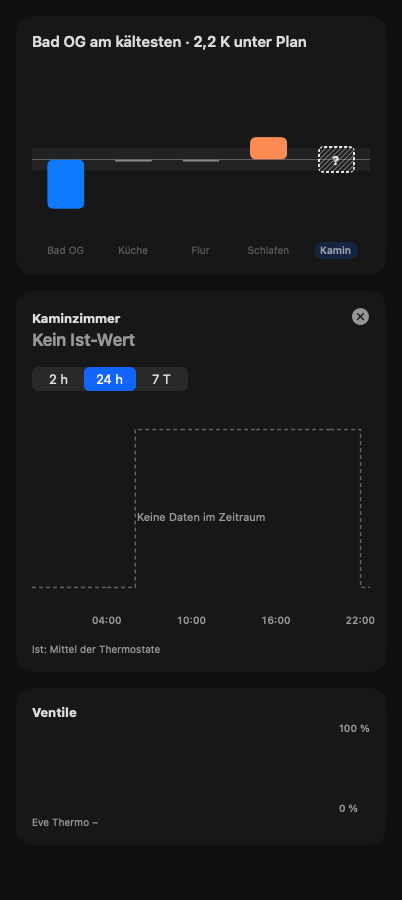 Bad OG am kältesten · 2,2 K unter Plan
?
Bad OG Küche Flur Schlafen Kamin
Kaminzimmer
Kein Ist-Wert
2 h 24 h 7 T
Keine Daten im Zeitraum
04:00 10:00 16:00 22:00
Ist: Mittel der Thermostate
Ventile
100 %
0 %
Eve Thermo –